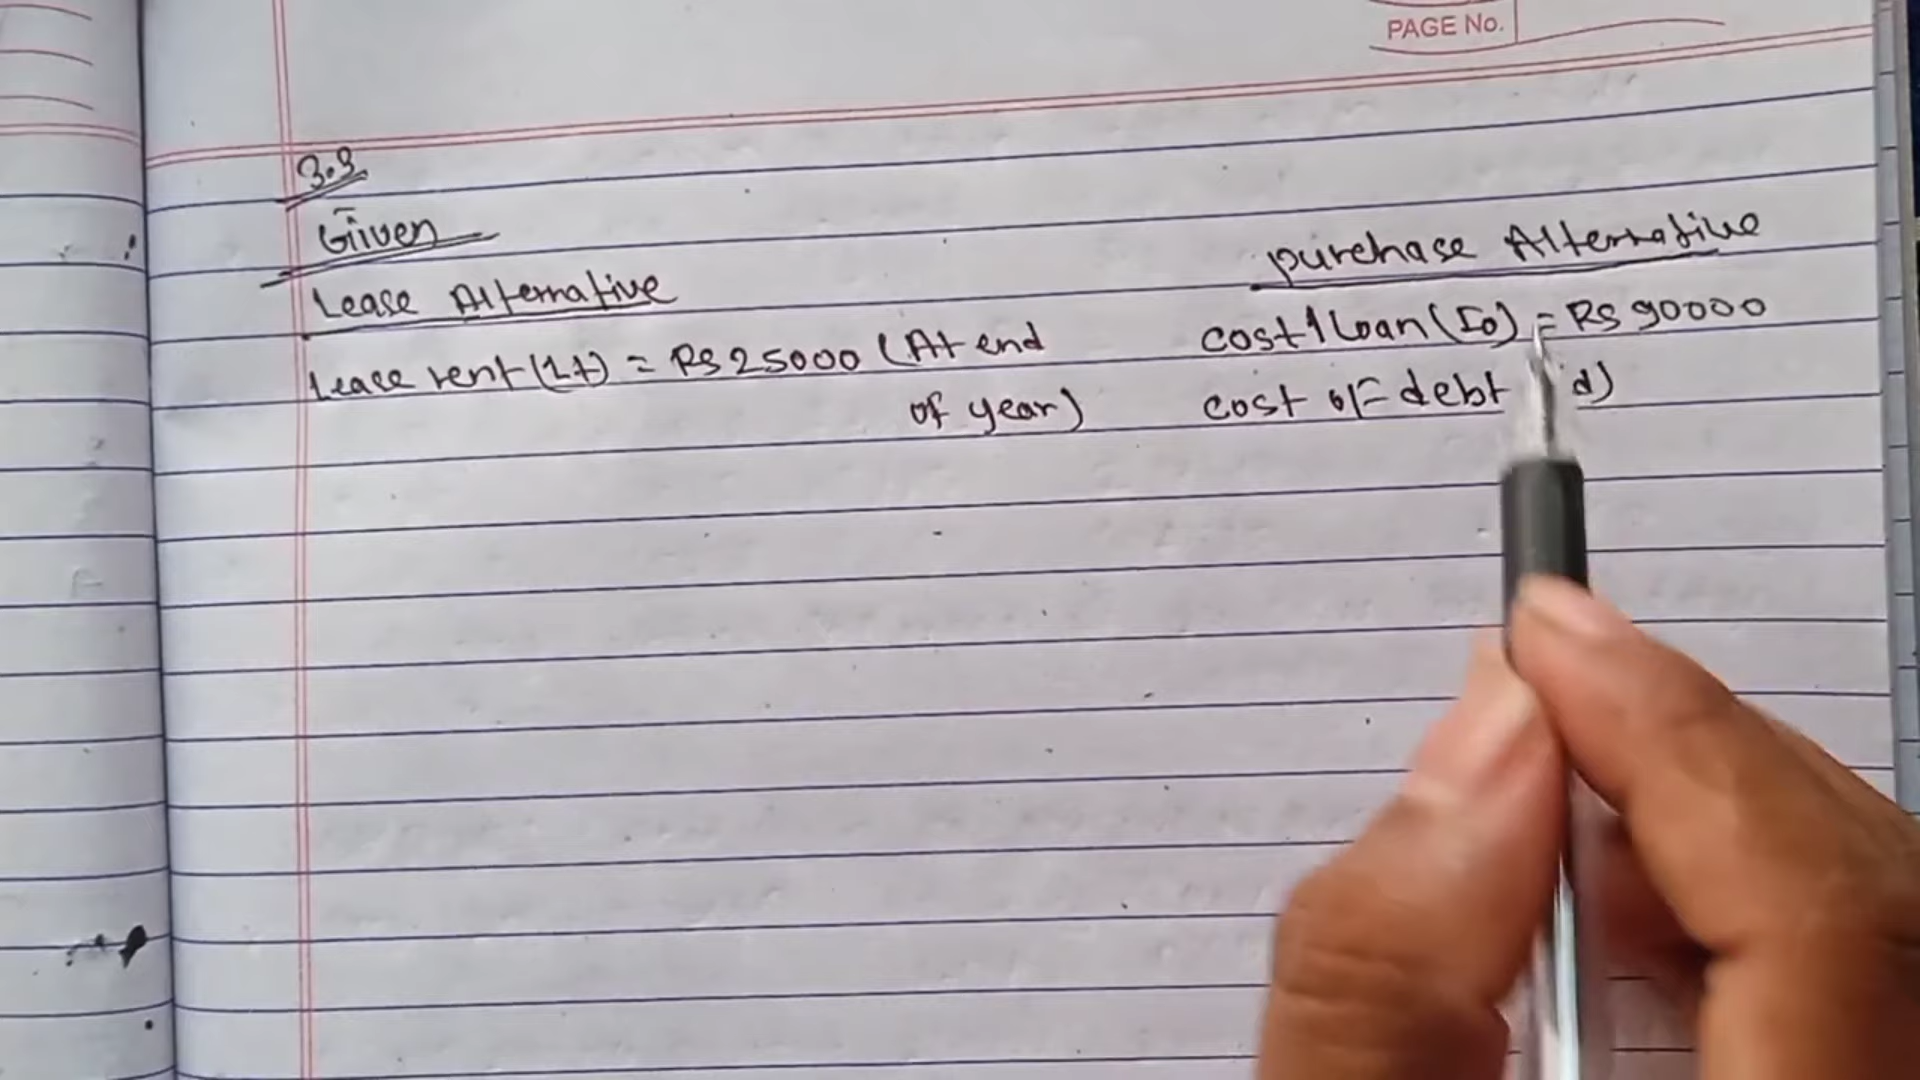 PAGE No.
3.3
Given
Lease Alternative
Lease rent (Lt) = RS 25000 (At end
of year)
purchase Alternative
cost/Loan (I0) = RS 90000
cost of debt d)